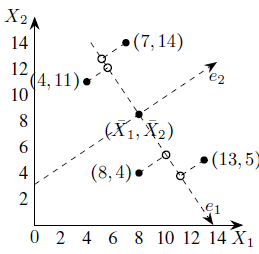 X₂
14
(7, 14)
12
(4, 11)
10
e₂
8
(X̄₁, X̄₂)
6
(13, 5)
4
(8, 4)
2
e₁
0 2 4 6 8 10 12 14 X₁